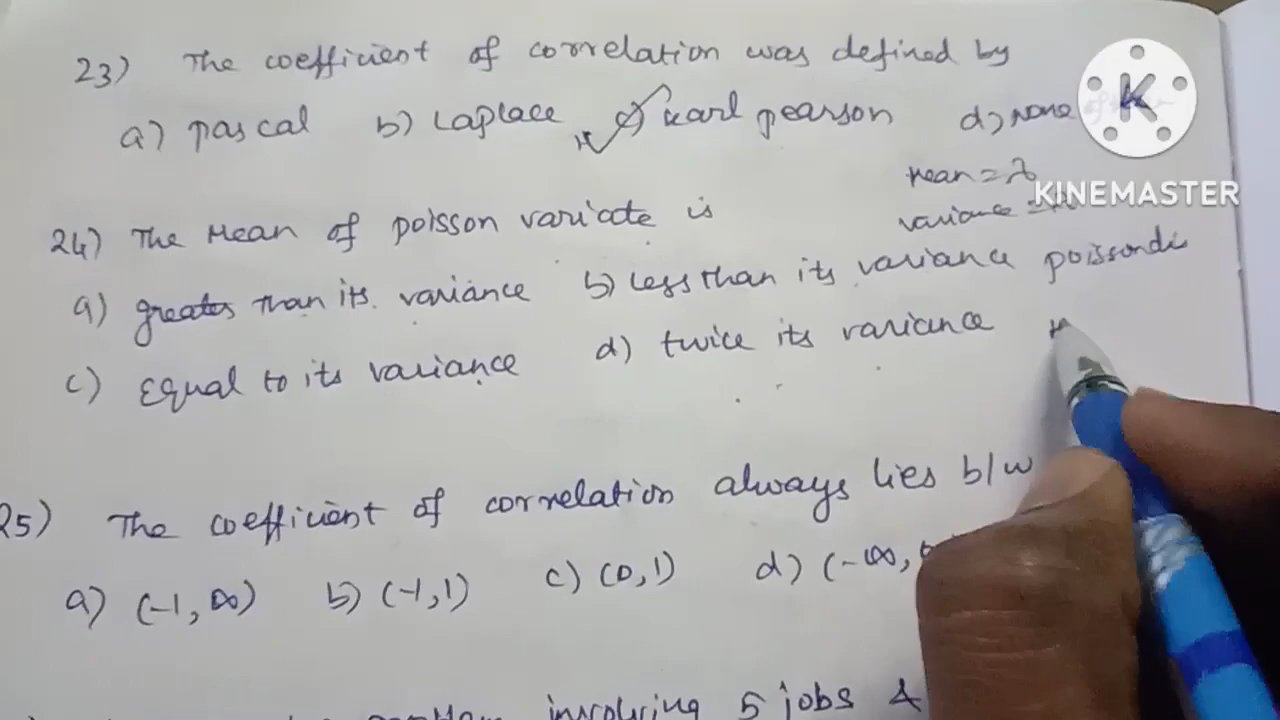 23) The coefficient of correlation was defined by
a) pascal b) Laplace c) karl pearson d) None of
mean = λ
variance =
24) The Mean of poisson variate is
a) greater than its variance b) Less than its variance poisson
c) Equal to its variance d) twice its variance
25) The coefficient of correlation always lies b/w
a) (-1, ∞) b) (-1, 1) c) (0, 1) d) (-∞,
involving 5 jobs &
K
KINEMASTER